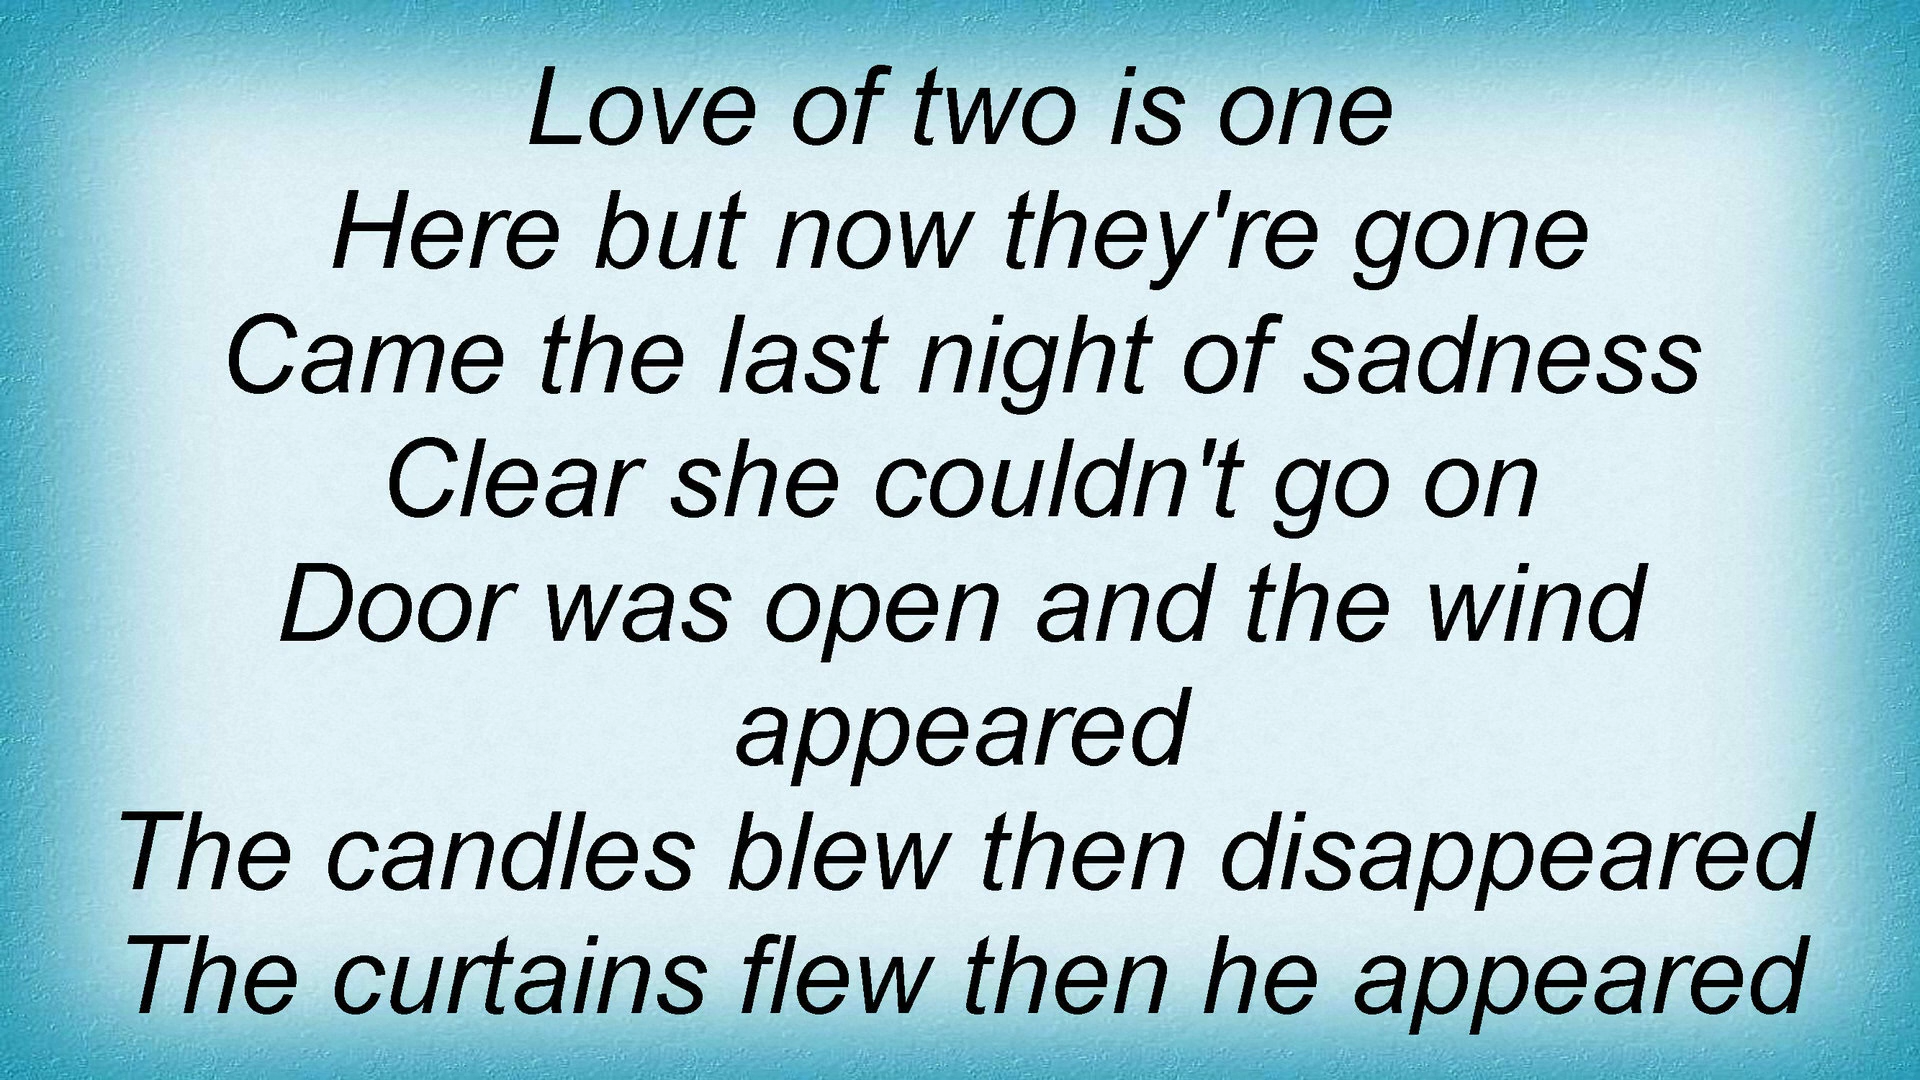 Love of two is one
Here but now they're gone
Came the last night of sadness
Clear she couldn't go on
Door was open and the wind
appeared
The candles blew then disappeared
The curtains flew then he appeared